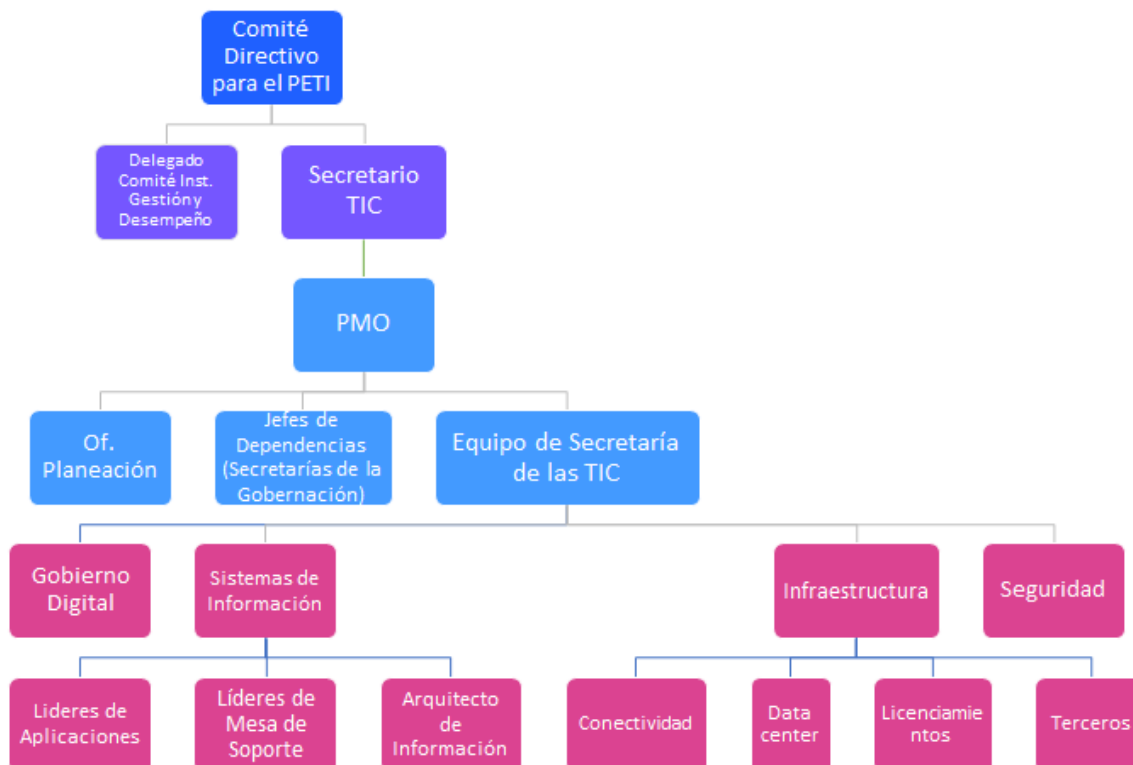 Comité
Directivo
para el PETI
Delegado
Comité Inst.
Gestión y
Desempeño
Secretario
TIC
PMO
Of.
Planeación
Jefes de
Dependencias
(Secretarías de la
Gobernación)
Equipo de Secretaría
de las TIC
Gobierno
Digital
Sistemas de
Información
Infraestructura
Seguridad
Lideres de
Aplicaciones
Líderes de
Mesa de
Soporte
Arquitecto
de
Información
Conectividad
Data
center
Licenciamie
ntos
Terceros